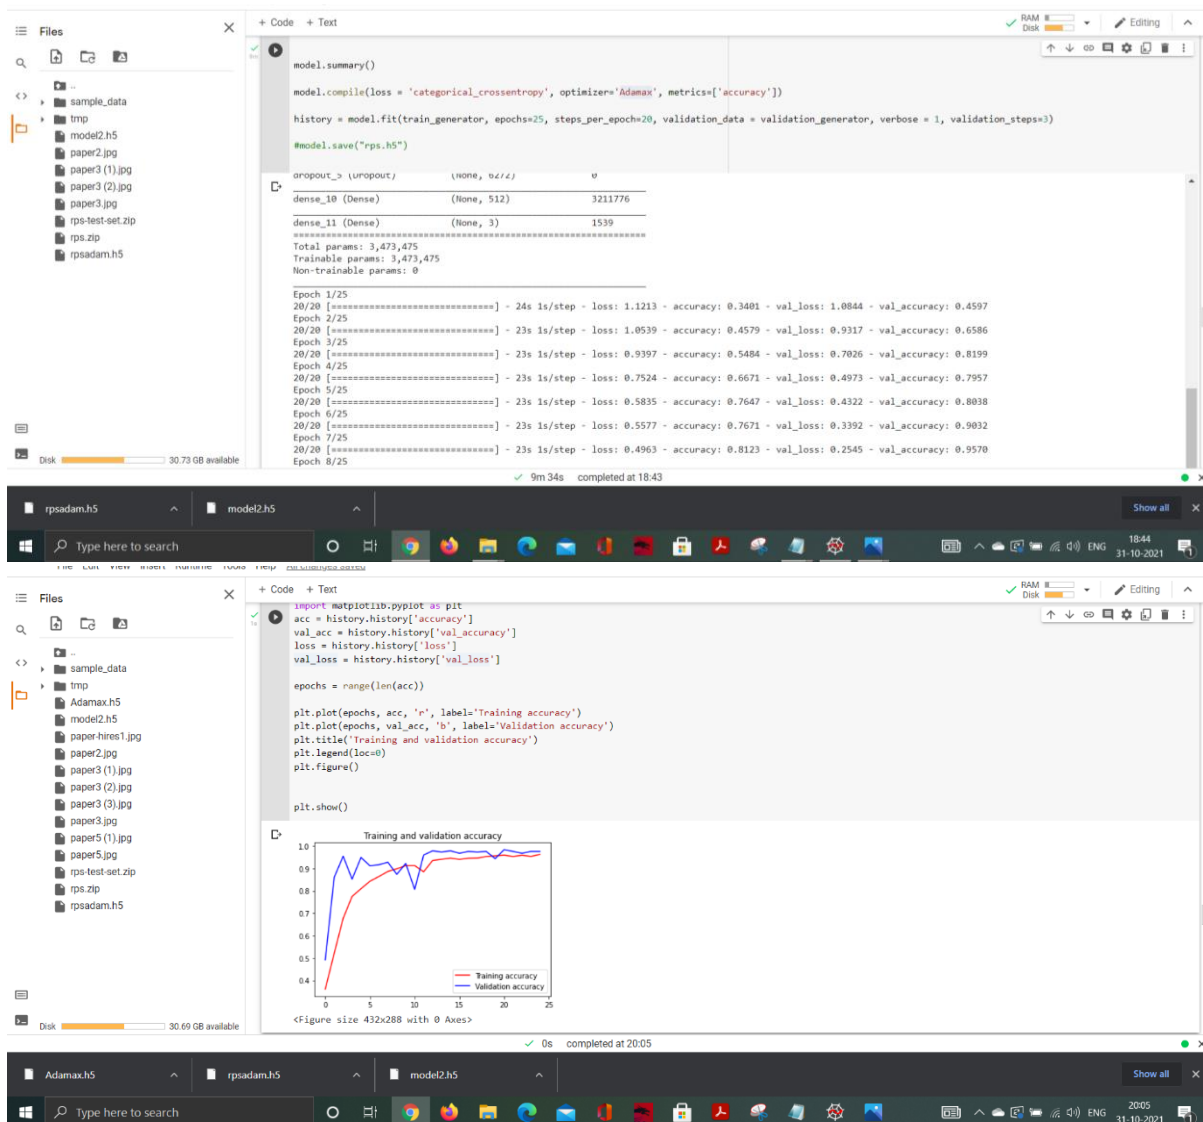 Files
+ Code + Text
RAM
Disk
Editing
..
sample_data
tmp
model2.h5
paper2.jpg
paper3 (1).jpg
paper3 (2).jpg
paper3.jpg
rps-test-set.zip
rps.zip
rpsadam.h5
Disk 30.73 GB available
model.summary()
model.compile(loss = 'categorical_crossentropy', optimizer='Adamax', metrics=['accuracy'])
history = model.fit(train_generator, epochs=25, steps_per_epoch=20, validation_data = validation_generator, verbose = 1, validation_steps=3)
#model.save("rps.h5")
dropout_5 (Dropout) (None, 6272) 0
dense_10 (Dense) (None, 512) 3211776
dense_11 (Dense) (None, 3) 1539
Total params: 3,473,475
Trainable params: 3,473,475
Non-trainable params: 0
Epoch 1/25
20/20 [==============================] - 24s 1s/step - loss: 1.1213 - accuracy: 0.3401 - val_loss: 1.0844 - val_accuracy: 0.4597
Epoch 2/25
20/20 [==============================] - 23s 1s/step - loss: 1.0539 - accuracy: 0.4579 - val_loss: 0.9317 - val_accuracy: 0.6586
Epoch 3/25
20/20 [==============================] - 23s 1s/step - loss: 0.9397 - accuracy: 0.5484 - val_loss: 0.7026 - val_accuracy: 0.8199
Epoch 4/25
20/20 [==============================] - 23s 1s/step - loss: 0.7524 - accuracy: 0.6671 - val_loss: 0.4973 - val_accuracy: 0.7957
Epoch 5/25
20/20 [==============================] - 23s 1s/step - loss: 0.5835 - accuracy: 0.7647 - val_loss: 0.4322 - val_accuracy: 0.8038
Epoch 6/25
20/20 [==============================] - 23s 1s/step - loss: 0.5577 - accuracy: 0.7671 - val_loss: 0.3392 - val_accuracy: 0.9032
Epoch 7/25
20/20 [==============================] - 23s 1s/step - loss: 0.4963 - accuracy: 0.8123 - val_loss: 0.2545 - val_accuracy: 0.9570
Epoch 8/25
9m 34s completed at 18:43
rpsadam.h5
model2.h5
Show all
Type here to search
ENG
18:44
31-10-2021
File Edit View Insert Runtime Tools Help All changes saved
Files
+ Code + Text
RAM
Disk
Editing
..
sample_data
tmp
Adamax.h5
model2.h5
paper-hires1.jpg
paper2.jpg
paper3 (1).jpg
paper3 (2).jpg
paper3 (3).jpg
paper3.jpg
paper5 (1).jpg
paper5.jpg
rps-test-set.zip
rps.zip
rpsadam.h5
Disk 30.69 GB available
import matplotlib.pyplot as plt
acc = history.history['accuracy']
val_acc = history.history['val_accuracy']
loss = history.history['loss']
val_loss = history.history['val_loss']
epochs = range(len(acc))
plt.plot(epochs, acc, 'r', label='Training accuracy')
plt.plot(epochs, val_acc, 'b', label='Validation accuracy')
plt.title('Training and validation accuracy')
plt.legend(loc=0)
plt.figure()
plt.show()
Training and validation accuracy
1.0
0.9
0.8
0.7
0.6
0.5
0.4
Training accuracy
Validation accuracy
0 5 10 15 20 25
<Figure size 432x288 with 0 Axes>
0s completed at 20:05
Adamax.h5
rpsadam.h5
model2.h5
Show all
Type here to search
ENG
20:05
31-10-2021